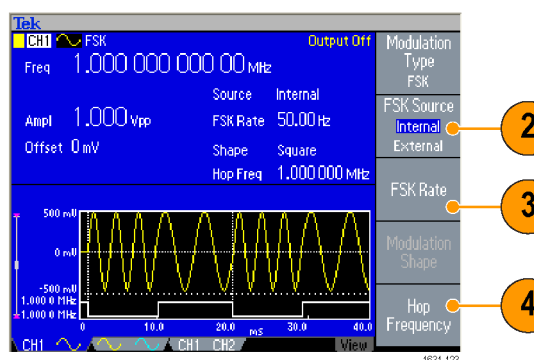 Tek
CH1 FSK Output Off
Freq 1.000 000 000 00 MHz
Source Internal
Ampl 1.000 Vpp FSK Rate 50.00 Hz
Offset 0 mV Shape Square
Hop Freq 1.000000 MHz
500 mV
0 mV
-500 mV
1.000 0 MHz
1.000 0 MHz
0 10.0 20.0 ms 30.0 40.0
CH1 CH1 CH2 View
Modulation
Type
FSK
FSK Source
Internal
External
2
FSK Rate
3
Modulation
Shape
Hop
Frequency
4